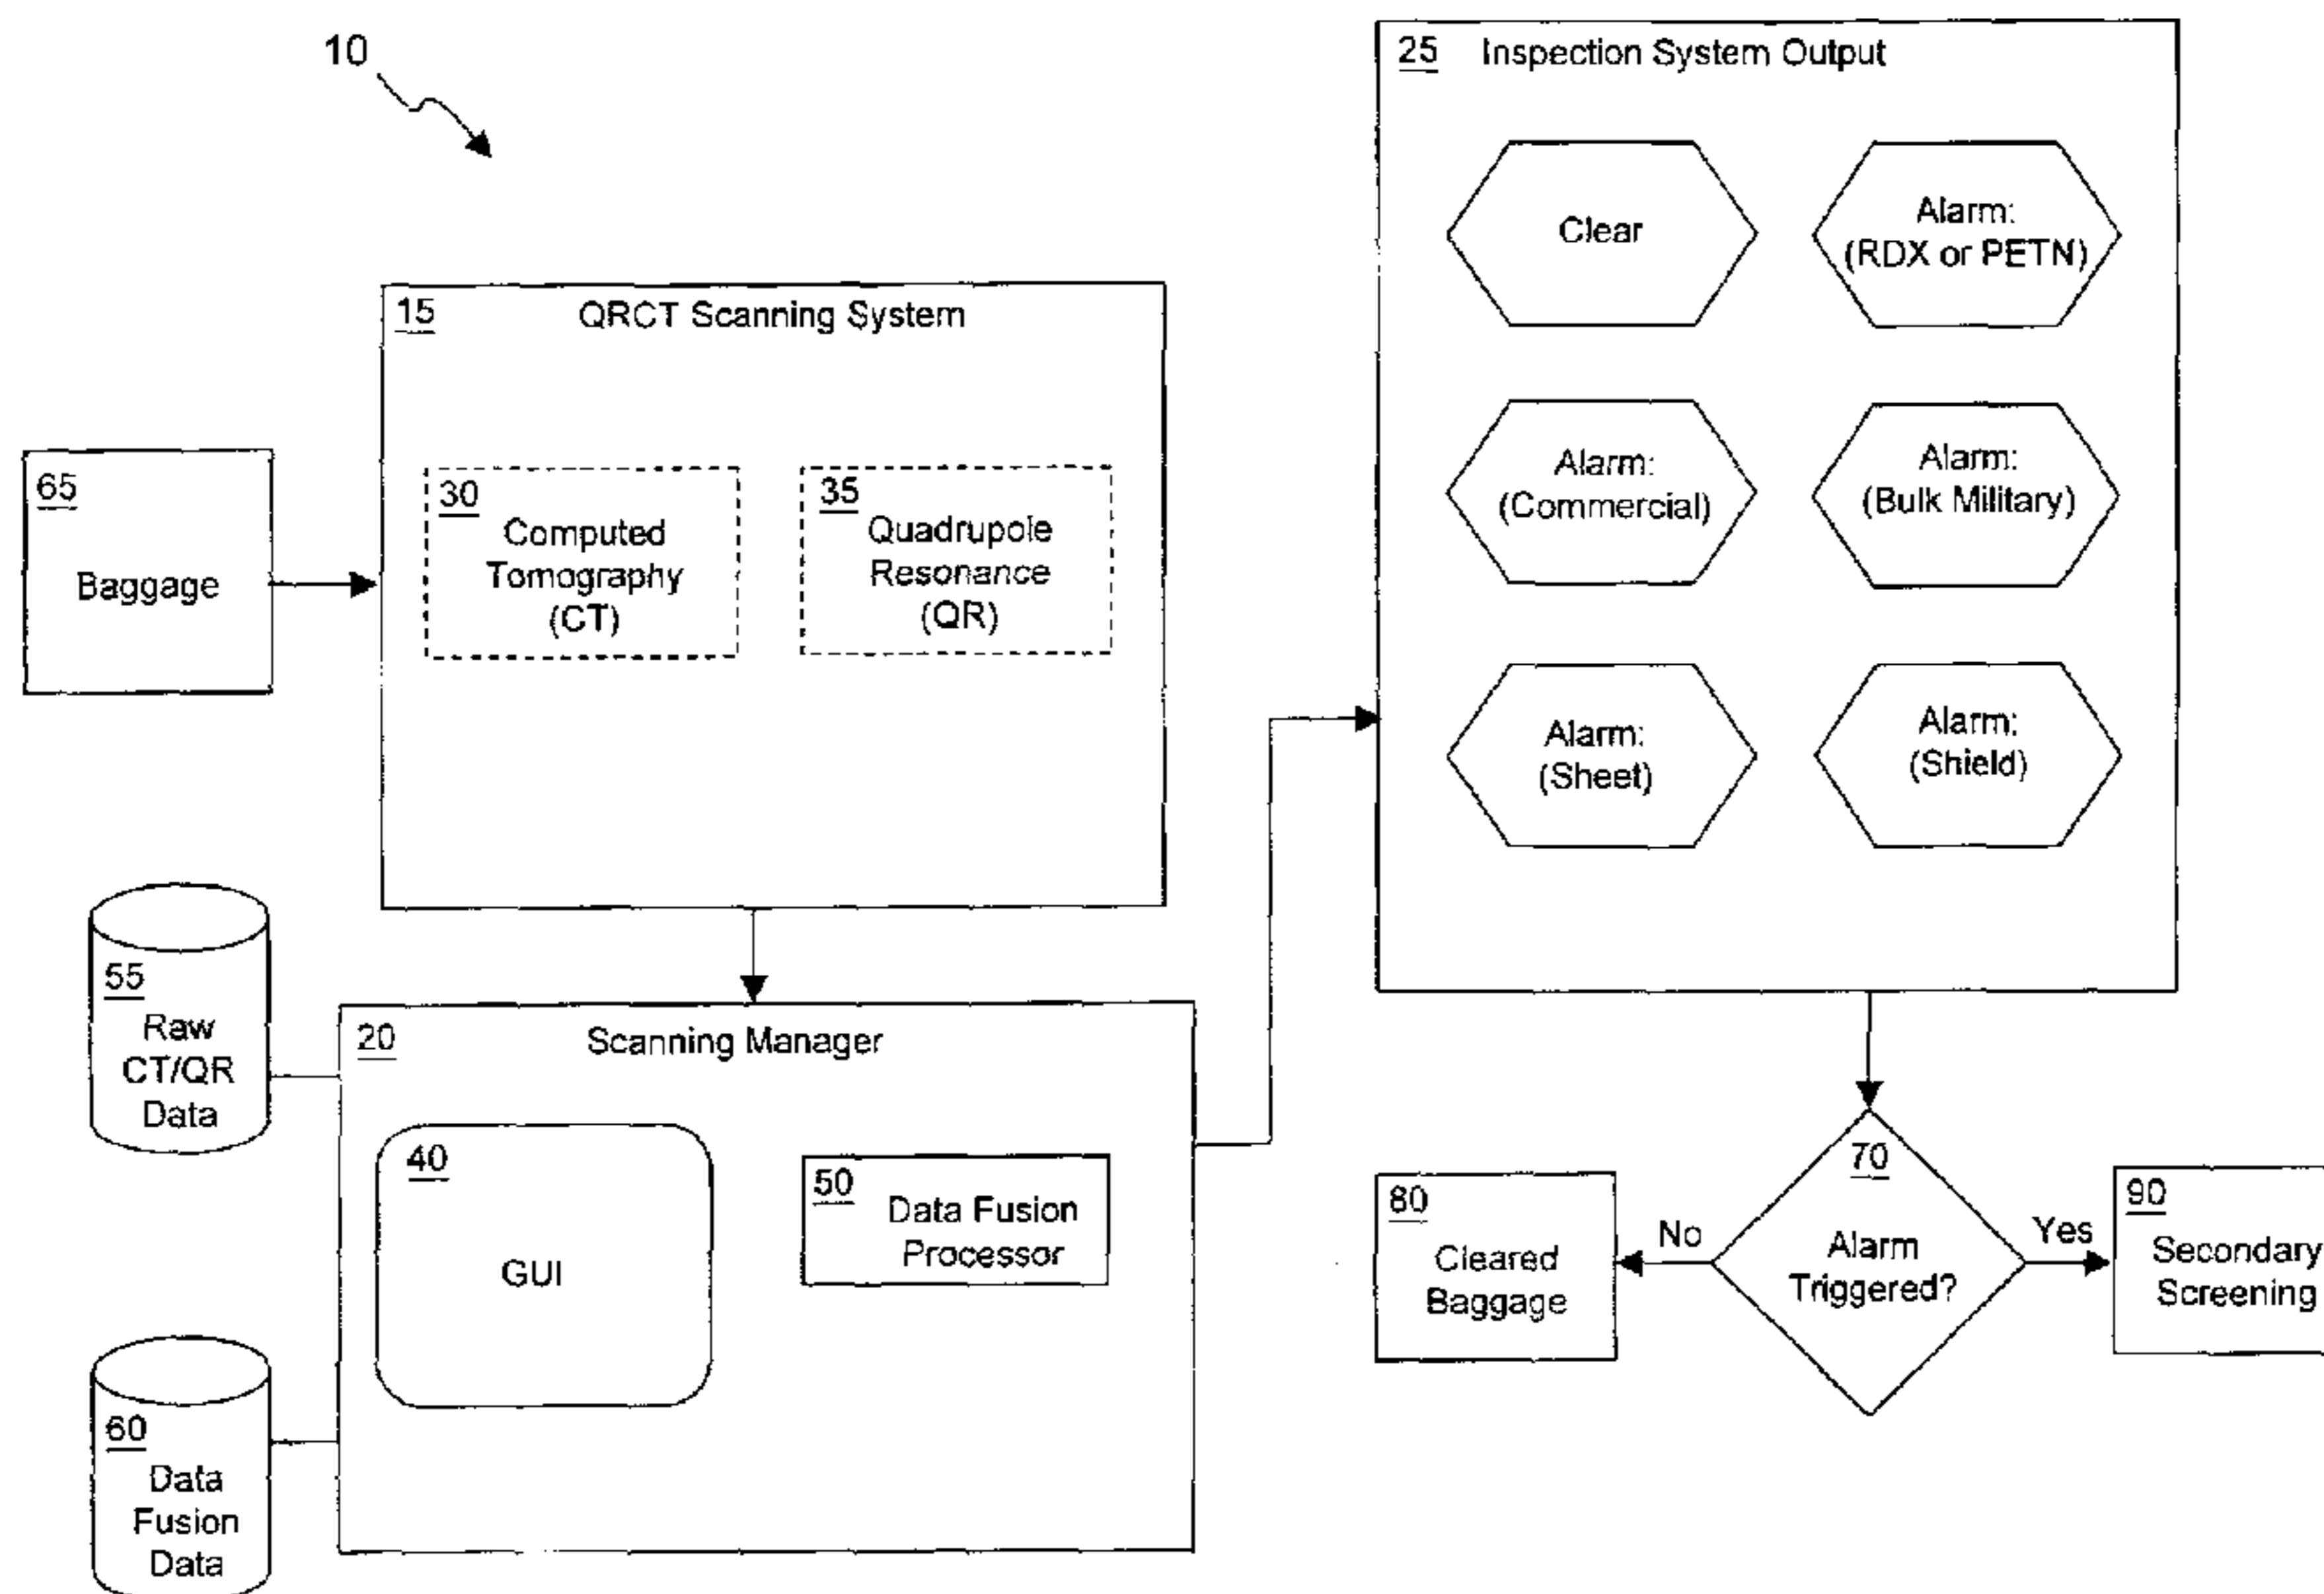 10
65
Baggage
15 QRCT Scanning System
30
Computed
Tomography
(CT)
35
Quadrupole
Resonance
(QR)
55
Raw
CT/QR
Data
60
Data
Fusion
Data
20 Scanning Manager
40
GUI
50
Data Fusion
Processor
25 Inspection System Output
Clear
Alarm:
(RDX or PETN)
Alarm:
(Commercial)
Alarm:
(Bulk Military)
Alarm:
(Sheet)
Alarm:
(Shield)
70
Alarm
Triggered?
No
80
Cleared
Baggage
Yes
90
Secondary
Screening